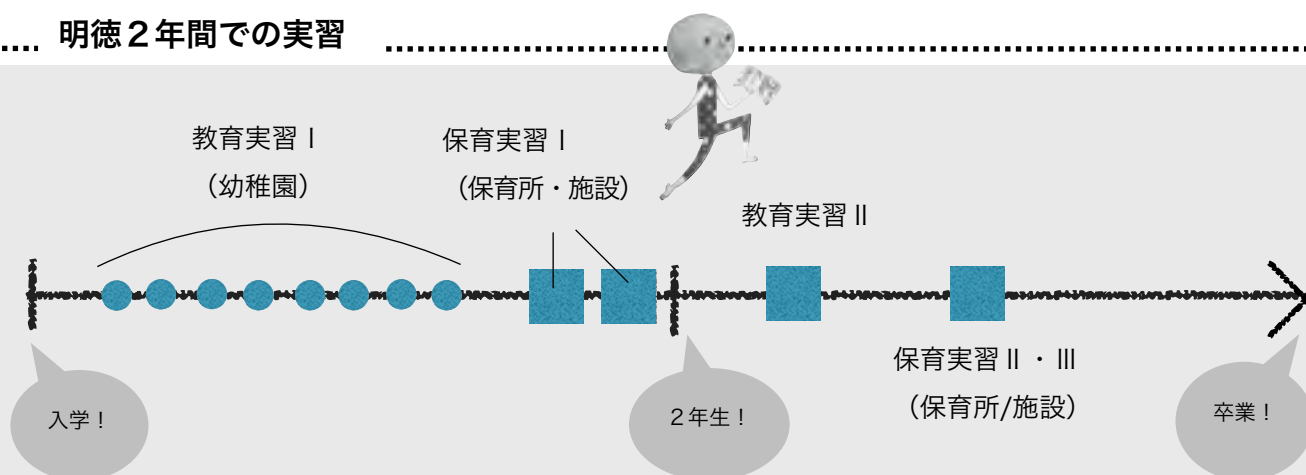 明徳２年間での実習
教育実習Ⅰ
（幼稚園）
保育実習Ⅰ
（保育所・施設）
教育実習Ⅱ
保育実習Ⅱ・Ⅲ
（保育所/施設）
入学！
２年生！
卒業！